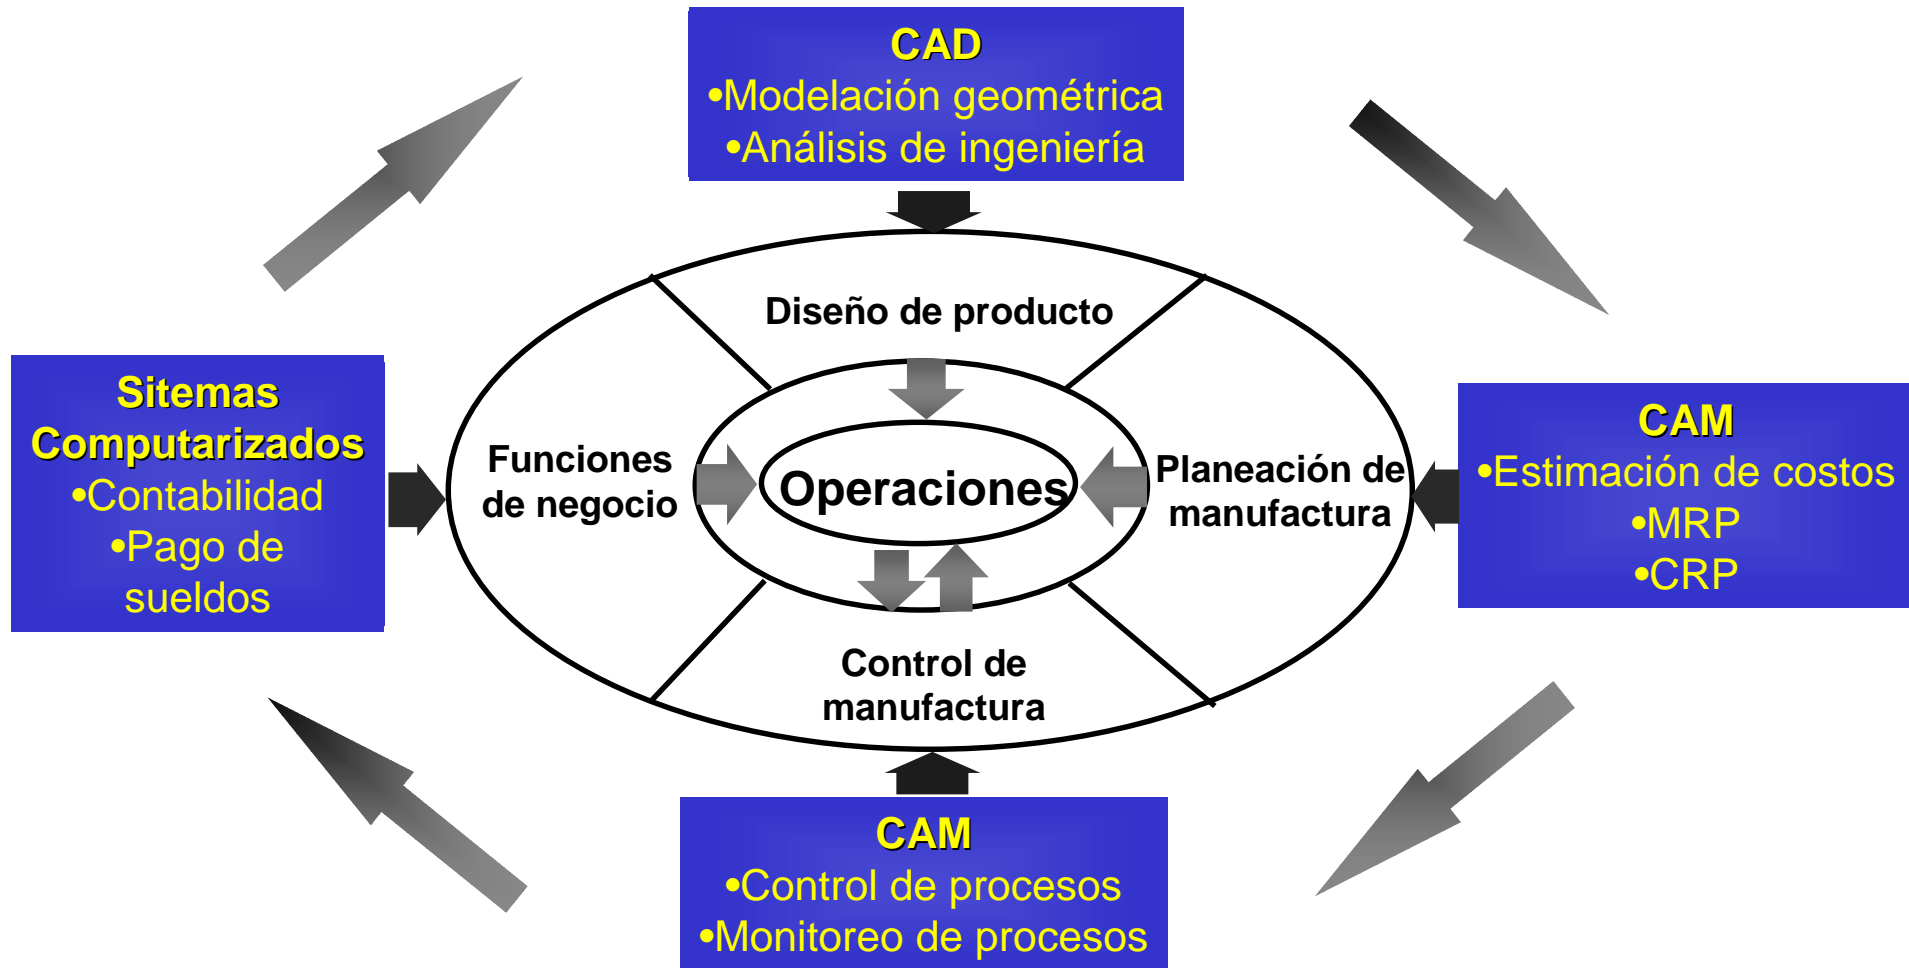 CAD
•Modelación geométrica
•Análisis de ingeniería
Diseño de producto
Sitemas
Computarizados
•Contabilidad
•Pago de
sueldos
Funciones
de negocio
Operaciones
Planeación de
manufactura
CAM
•Estimación de costos
•MRP
•CRP
Control de
manufactura
CAM
•Control de procesos
•Monitoreo de procesos